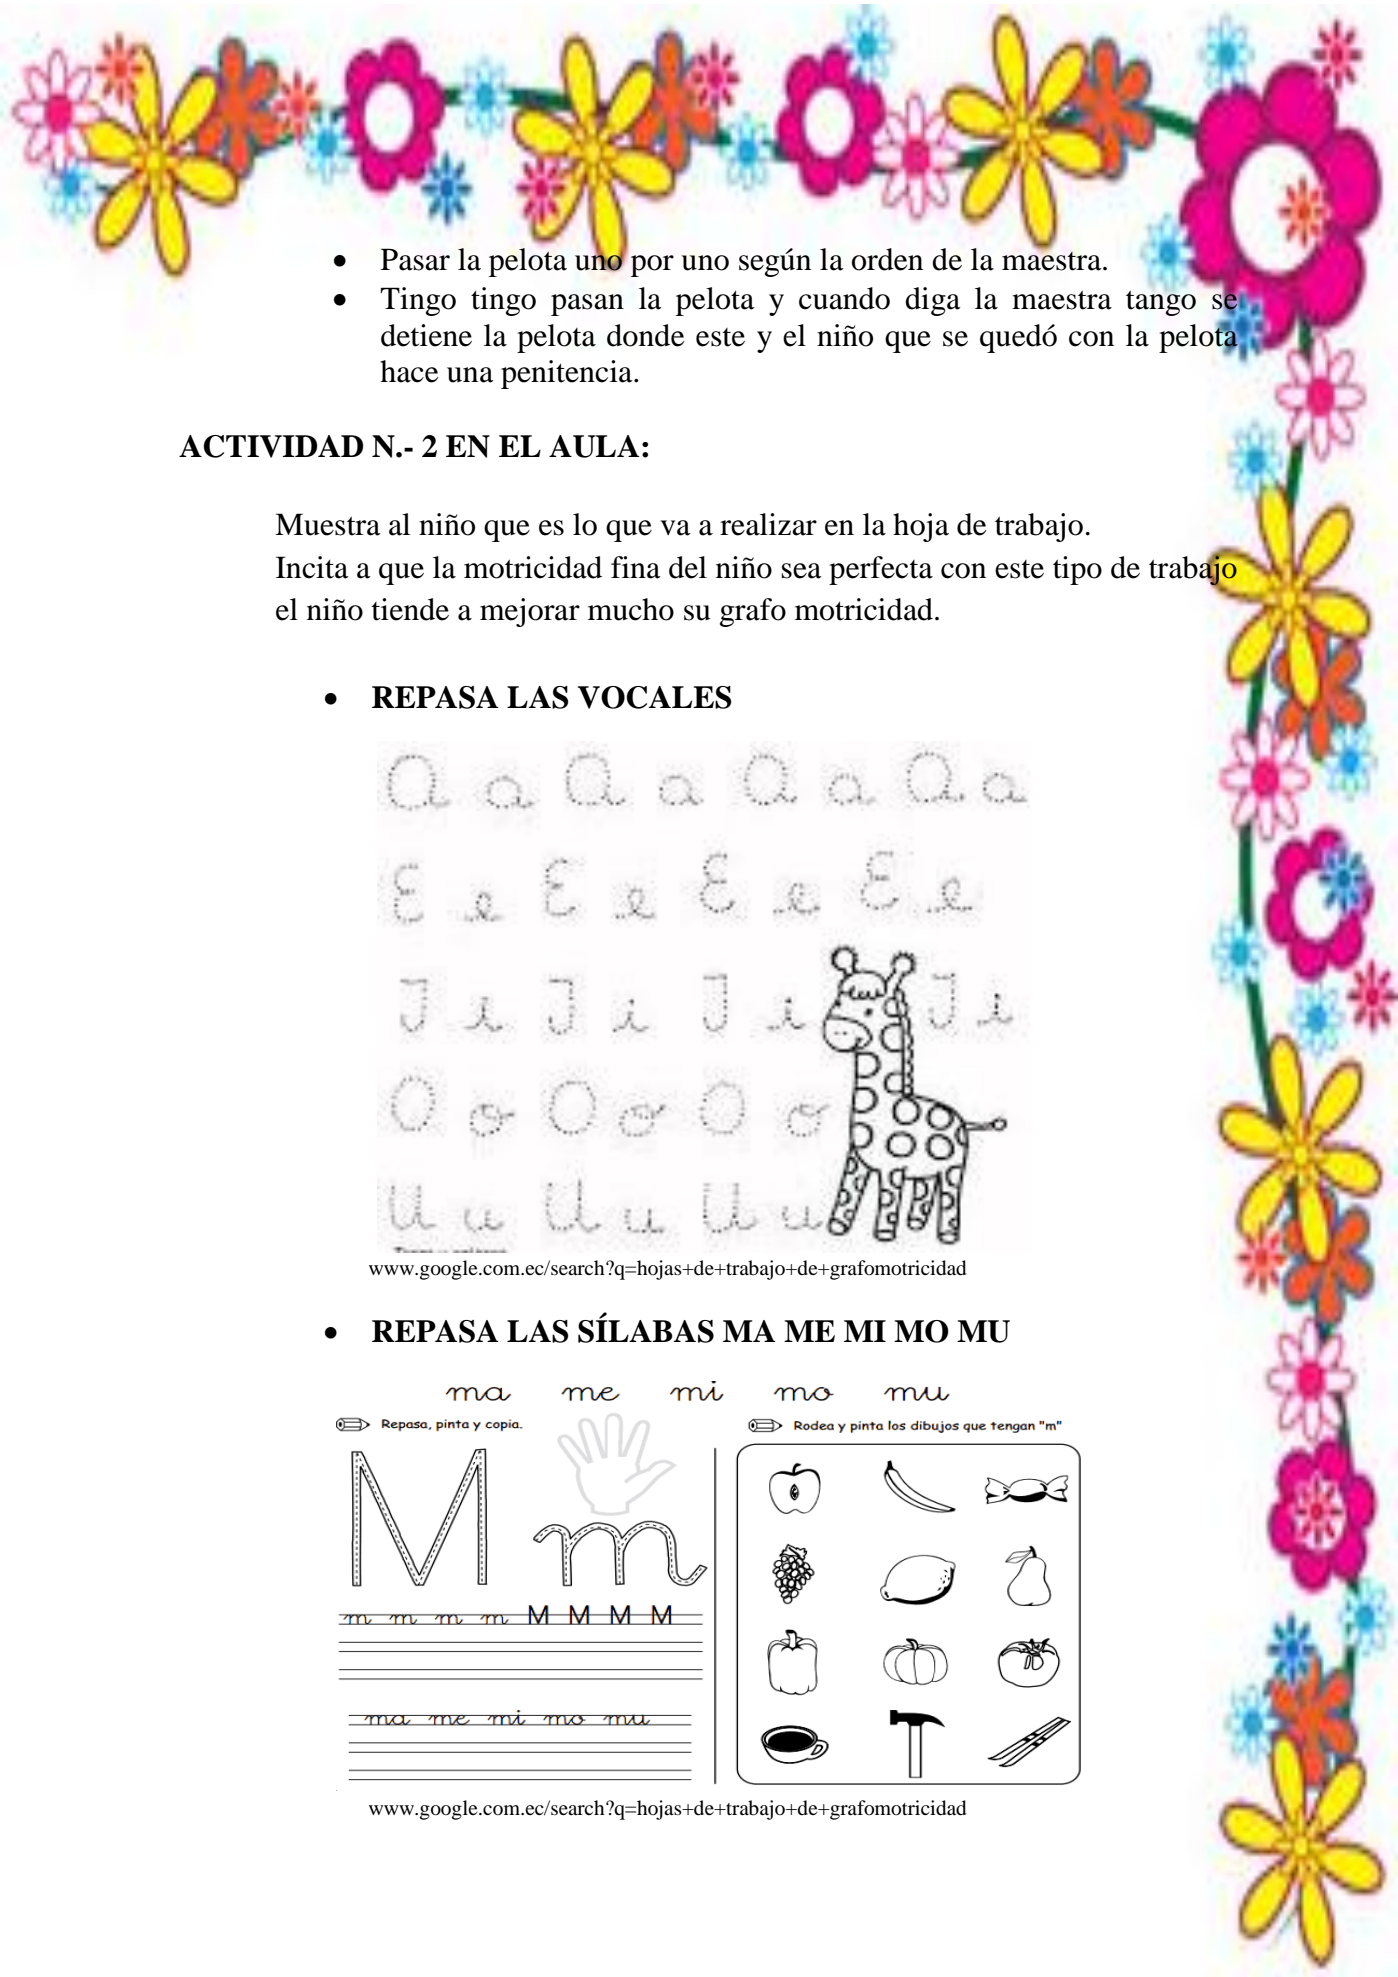 • Pasar la pelota uno por uno según la orden de la maestra.
• Tingo tingo pasan la pelota y cuando diga la maestra tango se
detiene la pelota donde este y el niño que se quedó con la pelota
hace una penitencia.
ACTIVIDAD N.- 2 EN EL AULA:
Muestra al niño que es lo que va a realizar en la hoja de trabajo.
Incita a que la motricidad fina del niño sea perfecta con este tipo de trabajo
el niño tiende a mejorar mucho su grafo motricidad.
• REPASA LAS VOCALES
A a A a A a A a
E e E e E e E e
I i I i I i I i
O o O o O o
U u U u U u
www.google.com.ec/search?q=hojas+de+trabajo+de+grafomotricidad
• REPASA LAS SÍLABAS MA ME MI MO MU
ma me mi mo mu
Repasa, pinta y copia.
Rodea y pinta los dibujos que tengan "m"
M m
m m m m M M M M
ma me mi mo mu
www.google.com.ec/search?q=hojas+de+trabajo+de+grafomotricidad